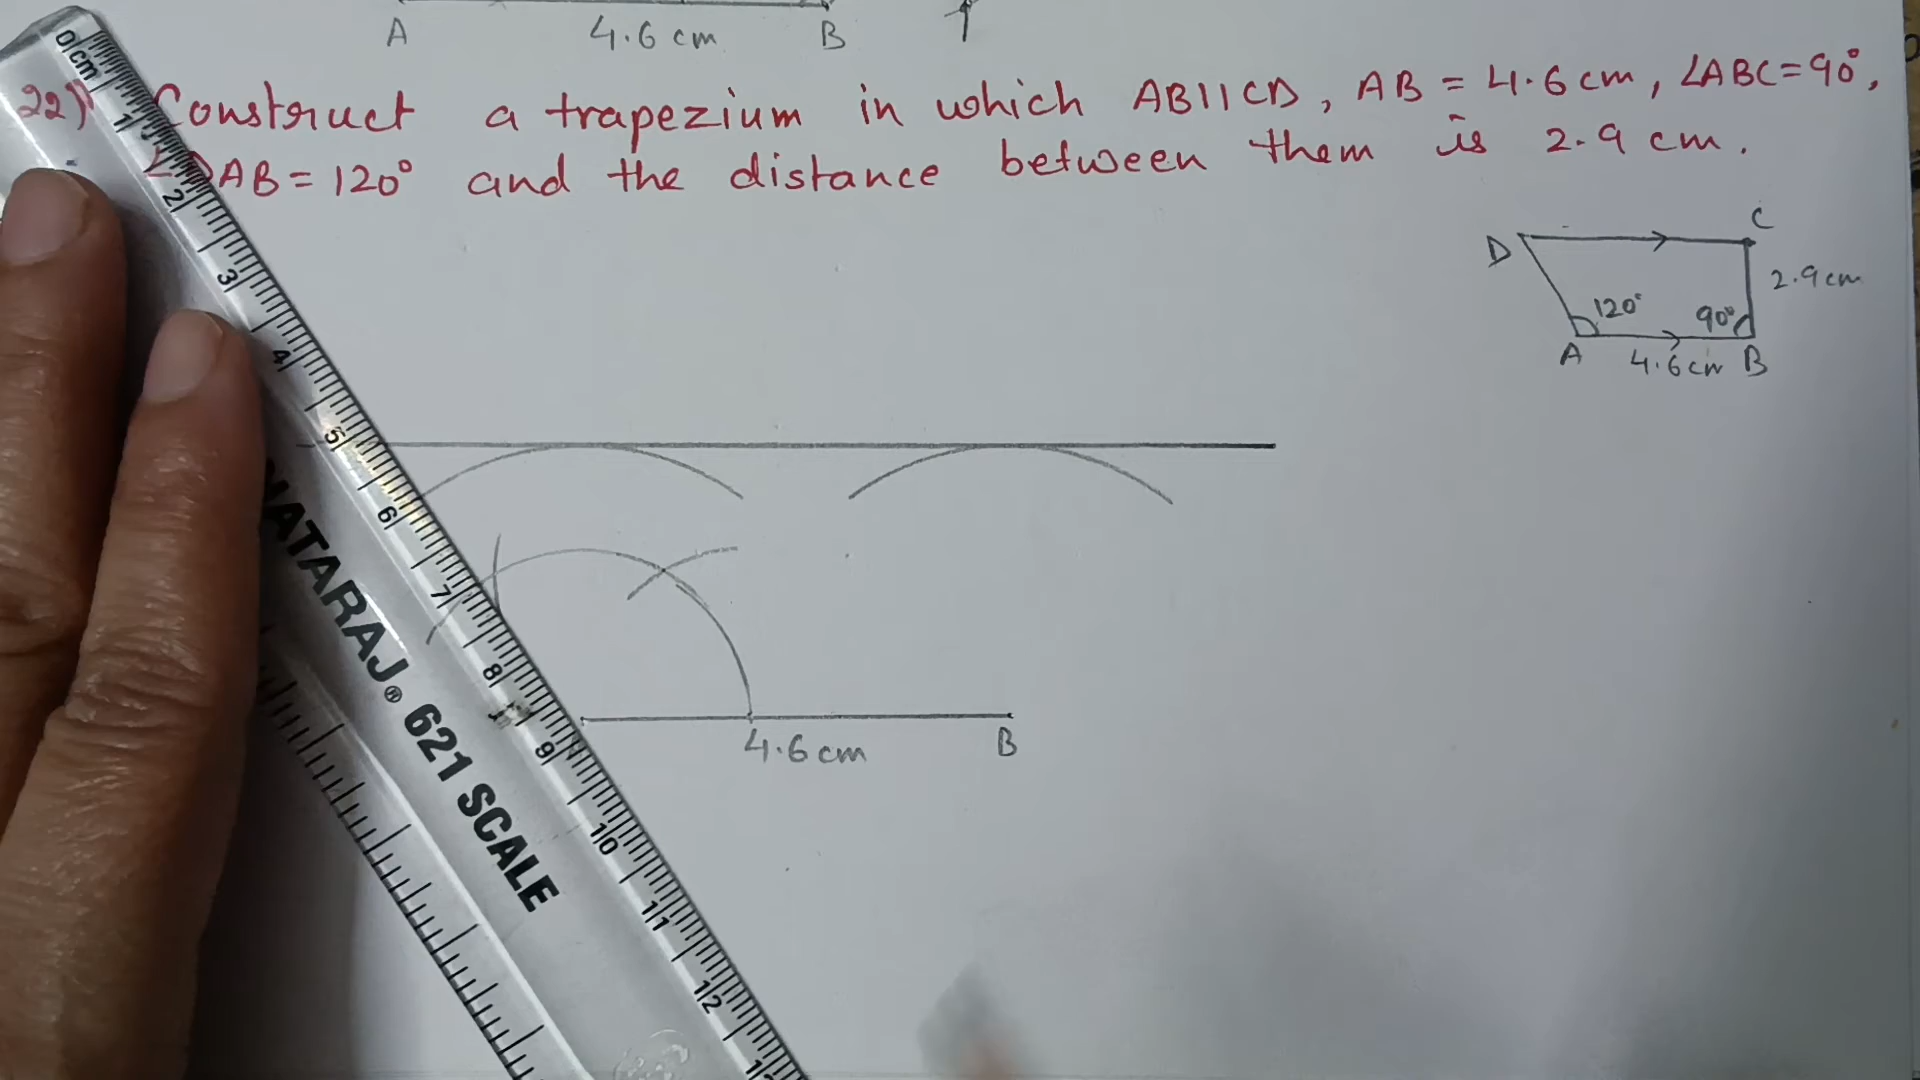 A 4.6 cm B
22) Construct a trapezium in which AB||CD, AB = 4.6 cm, ∠ABC=90°,
∠DAB = 120° and the distance between them is 2.9 cm.
C
D
2.9 cm
120° 90°
A 4.6 cm B
4.6 cm B
0 cm 1 2 3 4 5 6 7 8 9 10 11 12
NATARAJ® 621 SCALE